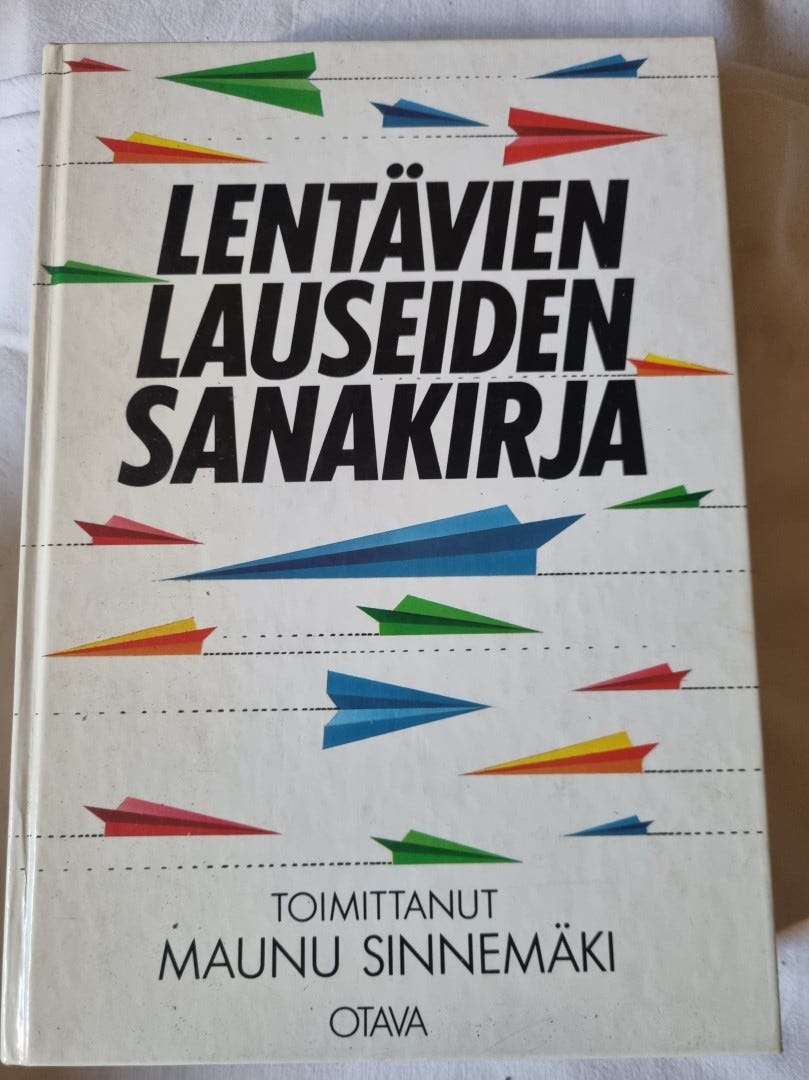 LENTÄVIEN
LAUSEIDEN
SANAKIRJA
TOIMITTANUT
MAUNU SINNEMÄKI
OTAVA